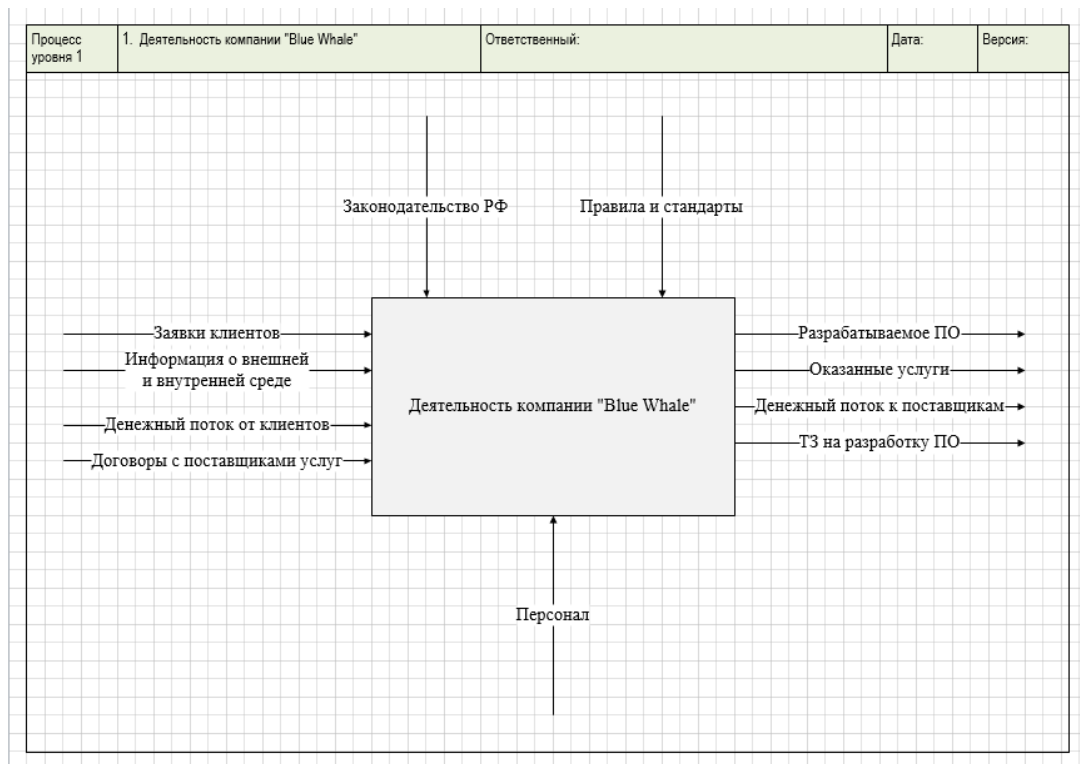 Процесс
уровня 1
1. Деятельность компании "Blue Whale"
Ответственный:
Дата:
Версия:
Законодательство РФ
Правила и стандарты
Заявки клиентов
Информация о внешней
и внутренней среде
Денежный поток от клиентов
Договоры с поставщиками услуг
Деятельность компании "Blue Whale"
Разрабатываемое ПО
Оказанные услуги
Денежный поток к поставщикам
ТЗ на разработку ПО
Персонал